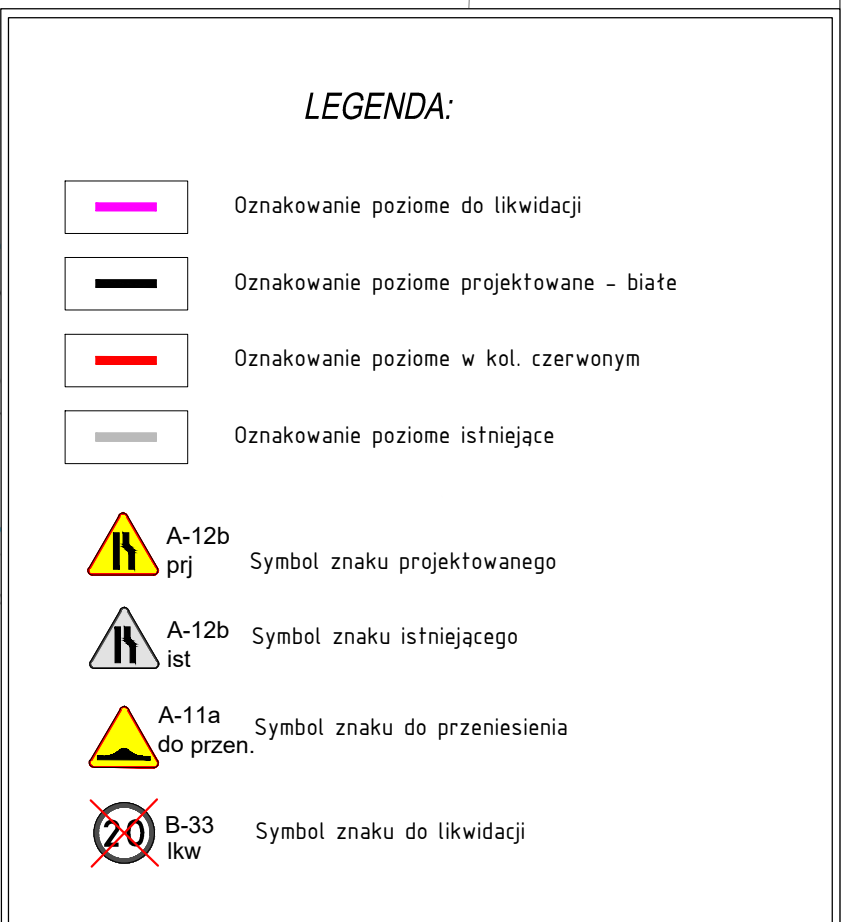 LEGENDA:
Oznakowanie poziome do likwidacji
Oznakowanie poziome projektowane - białe
Oznakowanie poziome w kol. czerwonym
Oznakowanie poziome istniejące
A-12b
prj
Symbol znaku projektowanego
A-12b
ist
Symbol znaku istniejącego
A-11a
do przen.
Symbol znaku do przeniesienia
20
B-33
lkw
Symbol znaku do likwidacji